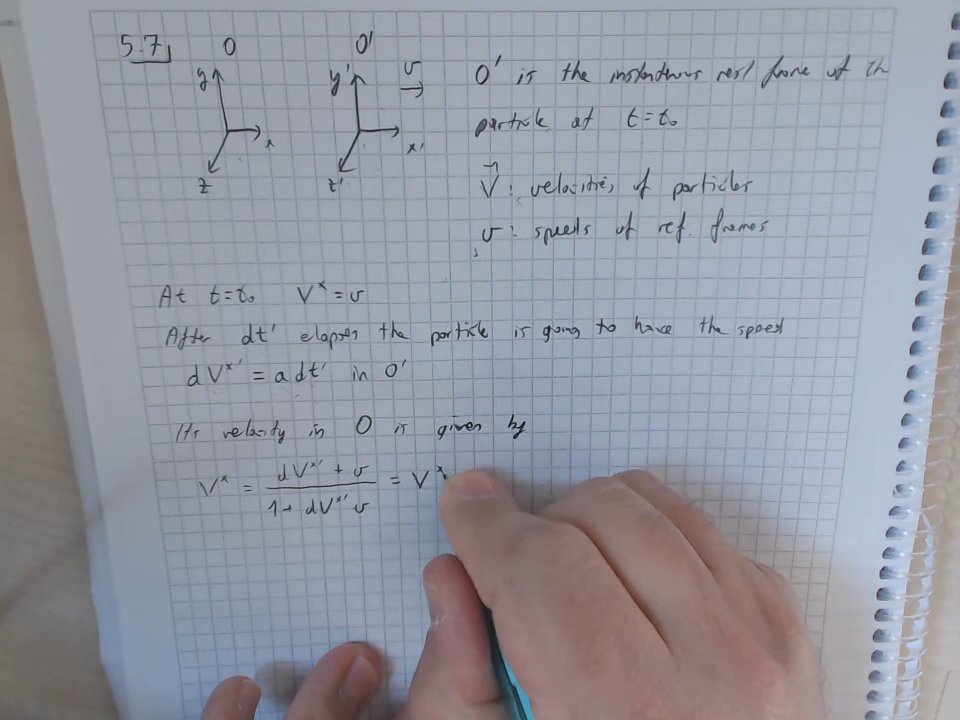 5.7
O O'
y y' v
x x'
z z'
O' is the instantenous rest frame of th
particle at t=t₀
V⃗: velocities of particles
v: speeds of ref. frames
At t=t₀ Vˣ=v
After dt' elapses the particle is going to have the speed
dVˣ' = a dt' in O'
Its velocity in O is given by
Vˣ = (dVˣ' + v)/(1+ dVˣ' v) = Vˣ